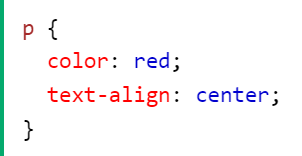 p {
  color: red;
  text-align: center;
}